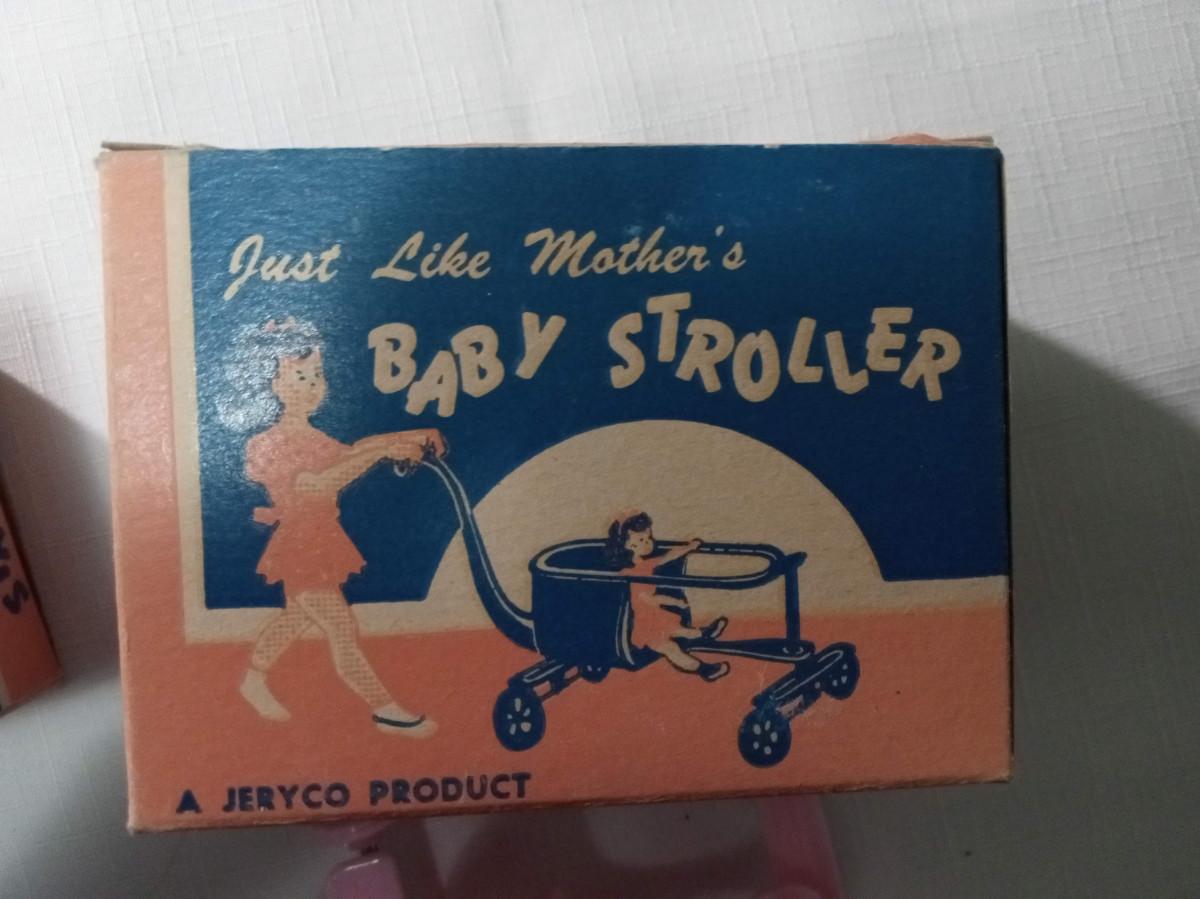 Just Like Mother's
BABY STROLLER
A JERYCO PRODUCT